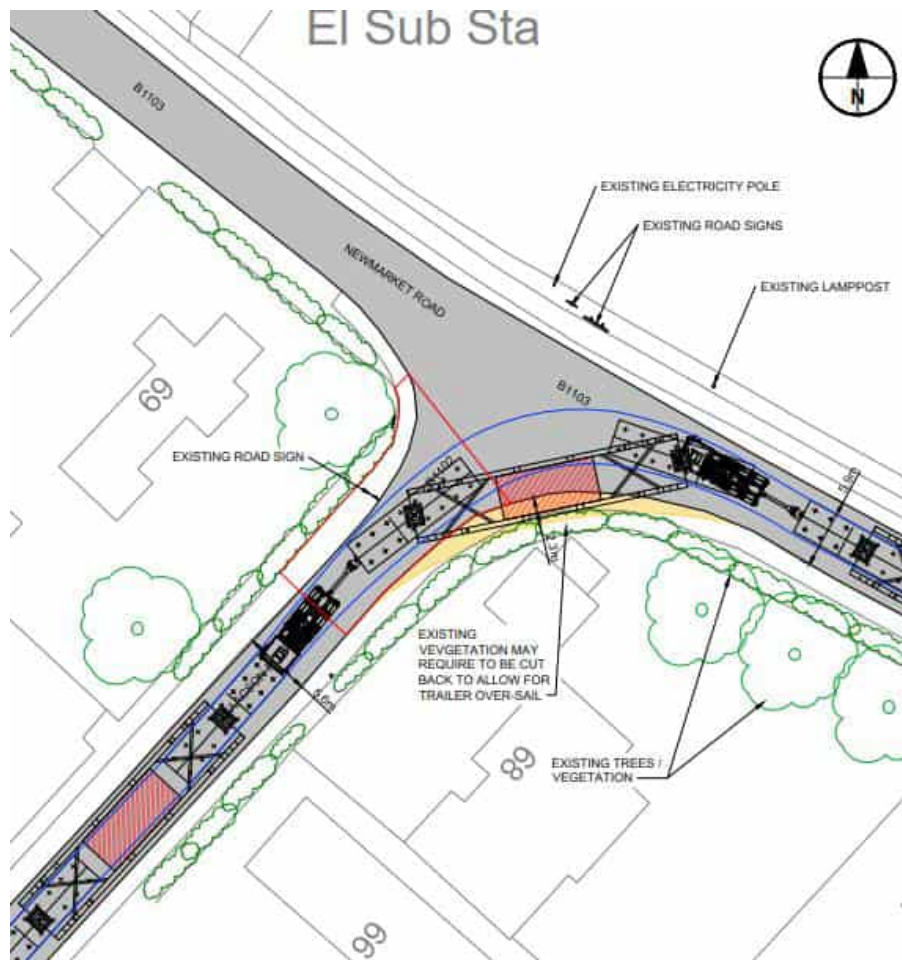 El Sub Sta
N
B1103
EXISTING ELECTRICITY POLE
EXISTING ROAD SIGNS
NEWMARKET ROAD
EXISTING LAMPPOST
B1103
69
EXISTING ROAD SIGN
EXISTING
VEVGETATION MAY
REQUIRE TO BE CUT
BACK TO ALLOW FOR
TRAILER OVER-SAIL
5.6m
89
EXISTING TREES /
VEGETATION
99